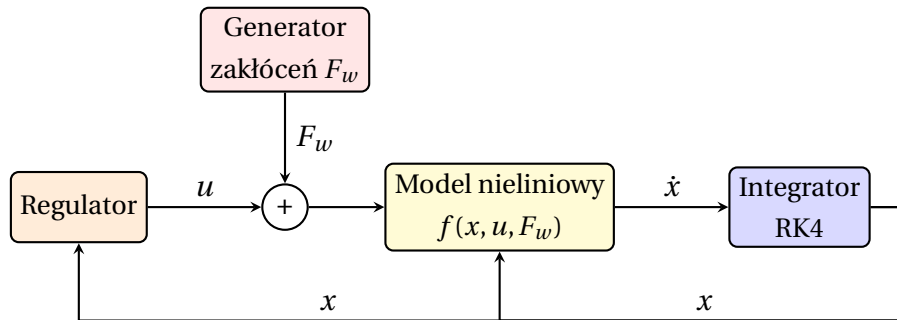 Generator
zakłóceń F_w
F_w
Regulator
u
+
Model nieliniowy
f(x, u, F_w)
ẋ
Integrator
RK4
x
x